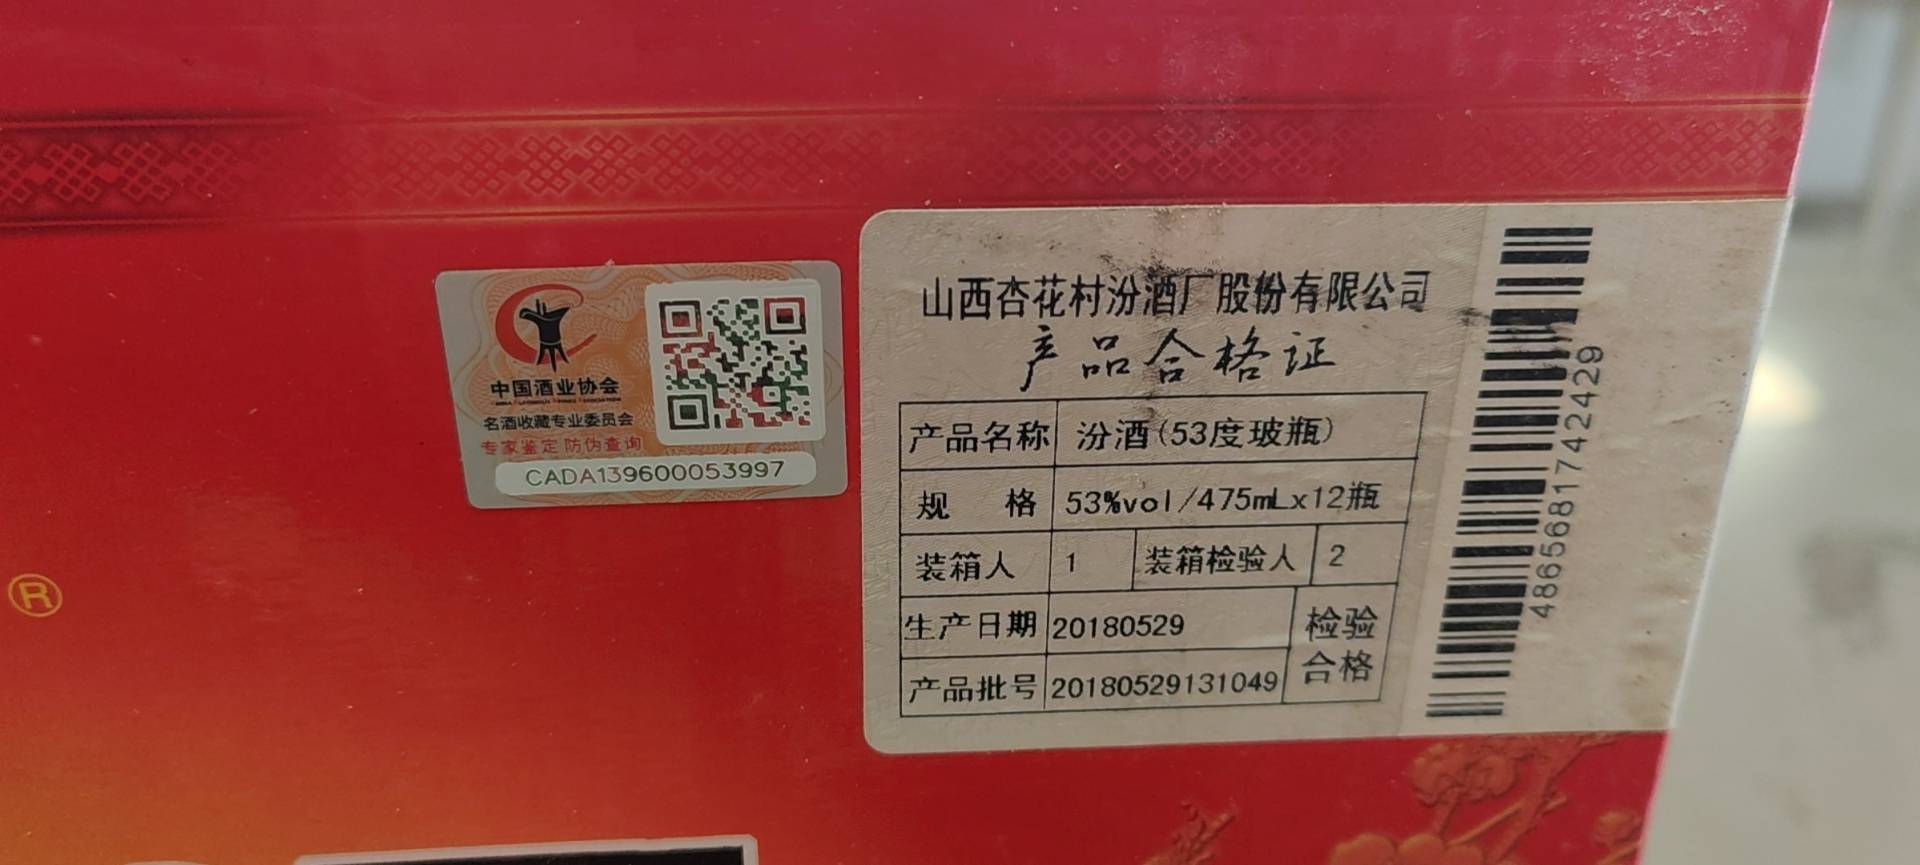 ®
中国酒业协会
名酒收藏专业委员会
专家鉴定 防伪查询
CADA139600053997
山西杏花村汾酒厂股份有限公司
产品合格证
产品名称 汾酒(53度玻瓶)
规 格 53%vol/475mLx12瓶
装箱人 1 装箱检验人 2
生产日期 20180529 检验
产品批号 20180529131049 合格
4865681742429